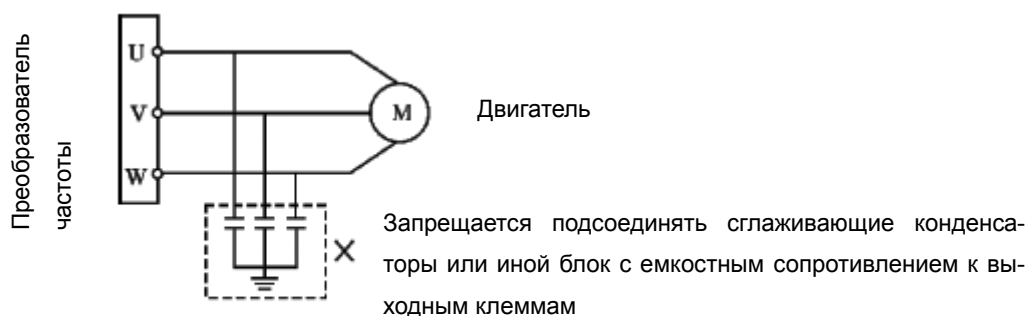 Преобразователь
частоты
U
V
W
M
Двигатель
Запрещается подсоединять сглаживающие конденса-
торы или иной блок с емкостным сопротивлением к вы-
ходным клеммам